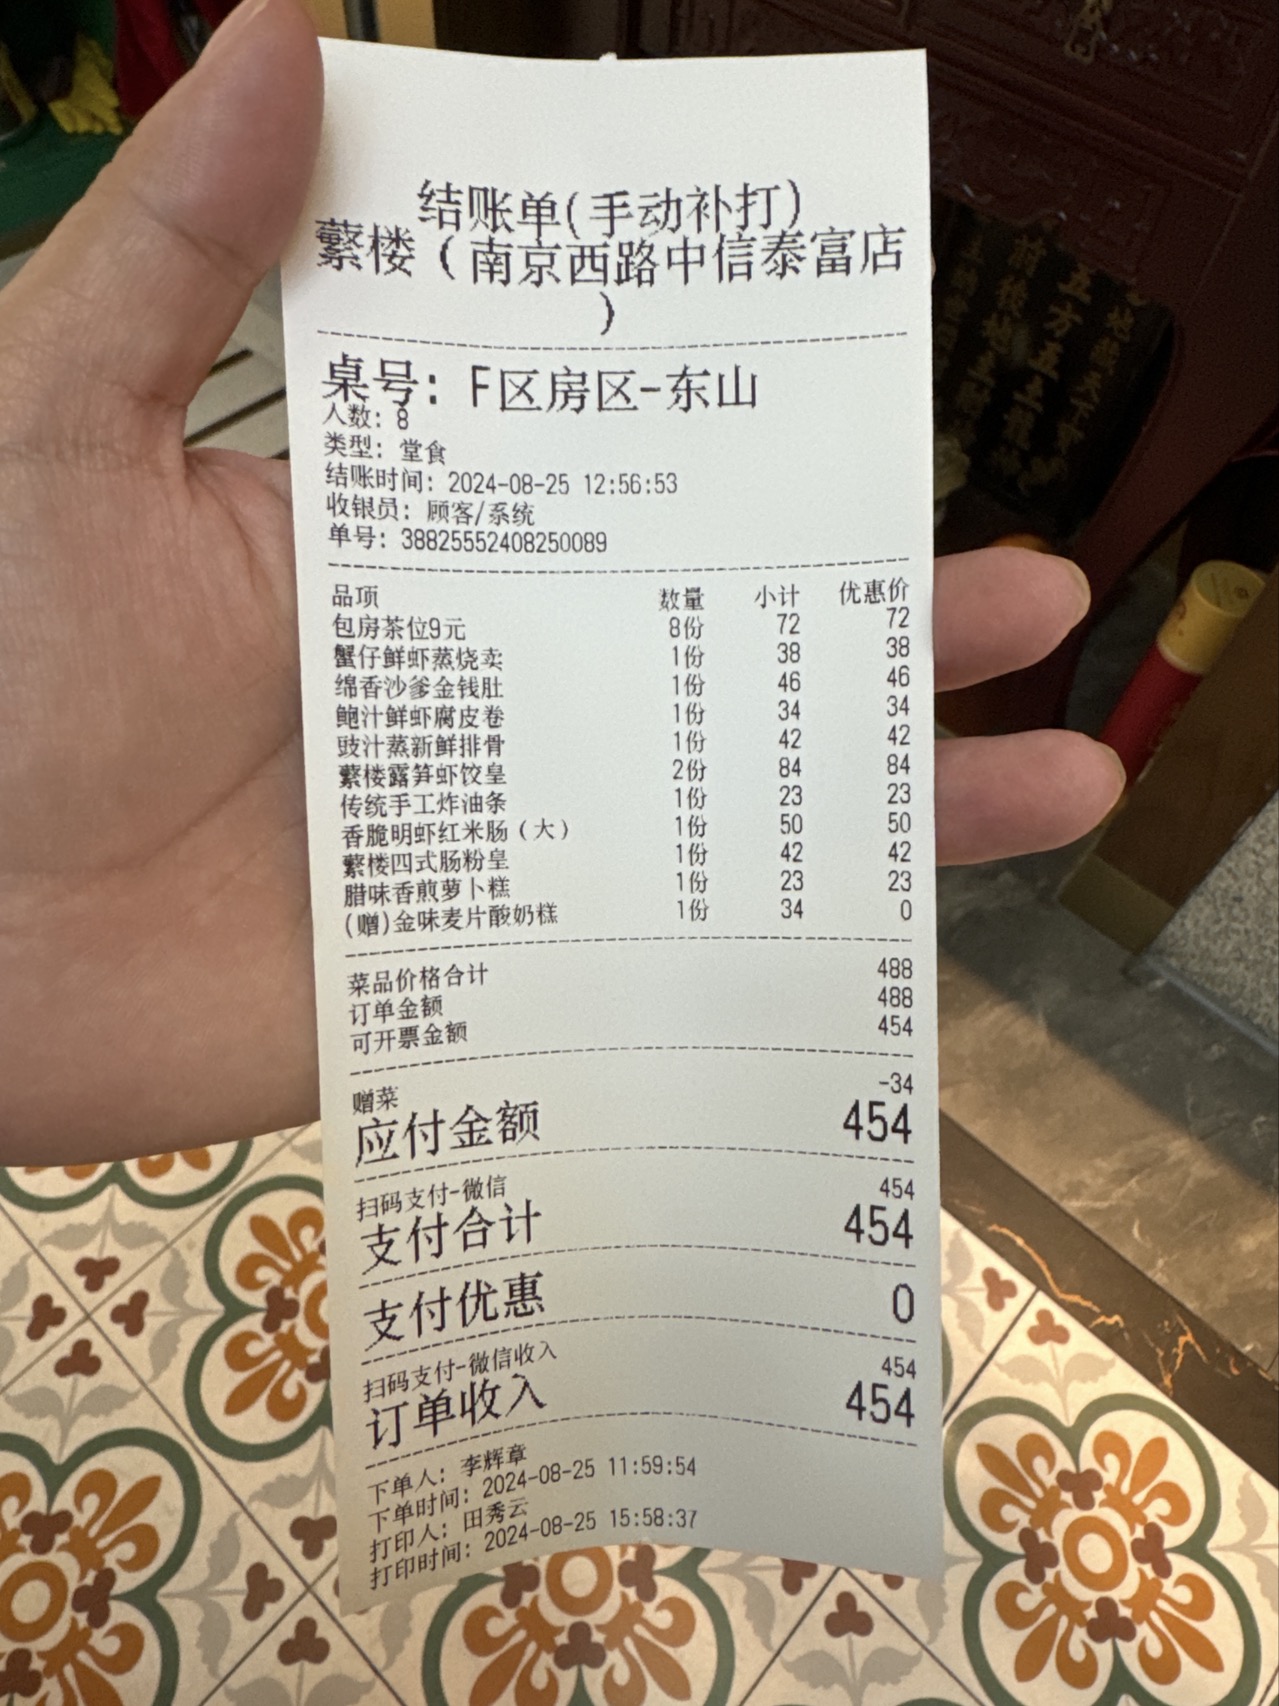 结账单(手动补打)
蘩楼（南京西路中信泰富店
）
桌号：F区房区-东山
人数：8
类型：堂食
结账时间：2024-08-25 12:56:53
收银员：顾客/系统
单号：38825552408250089
品项 数量 小计 优惠价
包房茶位9元 8份 72 72
蟹仔鲜虾蒸烧卖 1份 38 38
绵香沙爹金钱肚 1份 46 46
鲍汁鲜虾腐皮卷 1份 34 34
豉汁蒸新鲜排骨 1份 42 42
蘩楼露笋虾饺皇 2份 84 84
传统手工炸油条 1份 23 23
香脆明虾红米肠（大） 1份 50 50
蘩楼四式肠粉皇 1份 42 42
腊味香煎萝卜糕 1份 23 23
(赠)金味麦片酸奶糕 1份 34 0
菜品价格合计 488
订单金额 488
可开票金额 454
赠菜 -34
应付金额 454
扫码支付-微信 454
支付合计 454
支付优惠 0
扫码支付-微信收入 454
订单收入 454
下单人：李辉章
下单时间：2024-08-25 11:59:54
打印人：田秀云
打印时间：2024-08-25 15:58:37